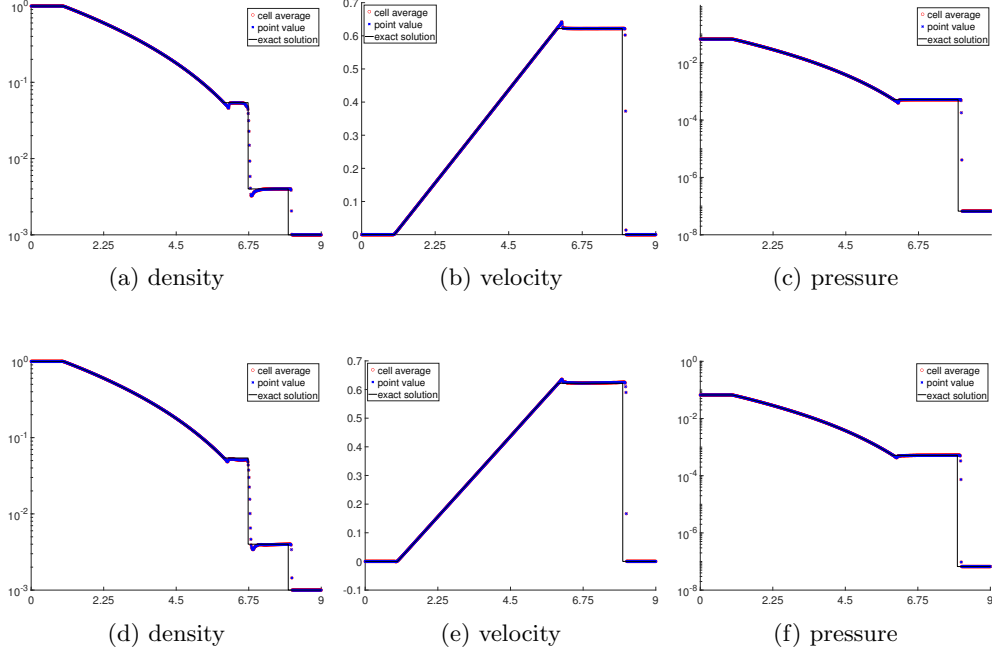 10⁰
10⁻¹
10⁻²
10⁻³
0 2.25 4.5 6.75 9
cell average
point value
exact solution
(a) density
0.7
0.6
0.5
0.4
0.3
0.2
0.1
0
0 2.25 4.5 6.75 9
cell average
point value
exact solution
(b) velocity
10⁰
10⁻²
10⁻⁴
10⁻⁶
10⁻⁸
2.25 4.5 6.75 9
cell average
point value
exact solution
(c) pressure
10⁰
10⁻¹
10⁻²
10⁻³
0 2.25 4.5 6.75 9
cell average
point value
exact solution
(d) density
0.7
0.6
0.5
0.4
0.3
0.2
0.1
0
-0.1
0 2.25 4.5 6.75 9
cell average
point value
exact solution
(e) velocity
10⁰
10⁻²
10⁻⁴
10⁻⁶
10⁻⁸
2.25 4.5 6.75 9
cell average
point value
exact solution
(f) pressure